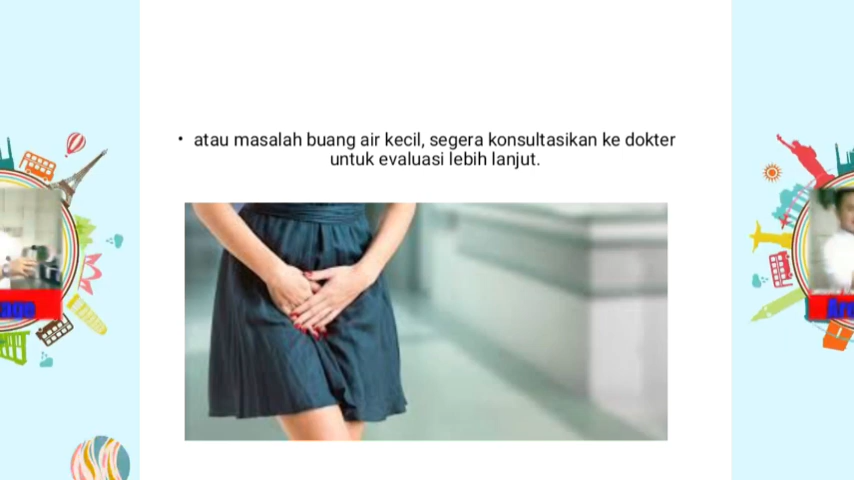 • atau masalah buang air kecil, segera konsultasikan ke dokter
untuk evaluasi lebih lanjut.